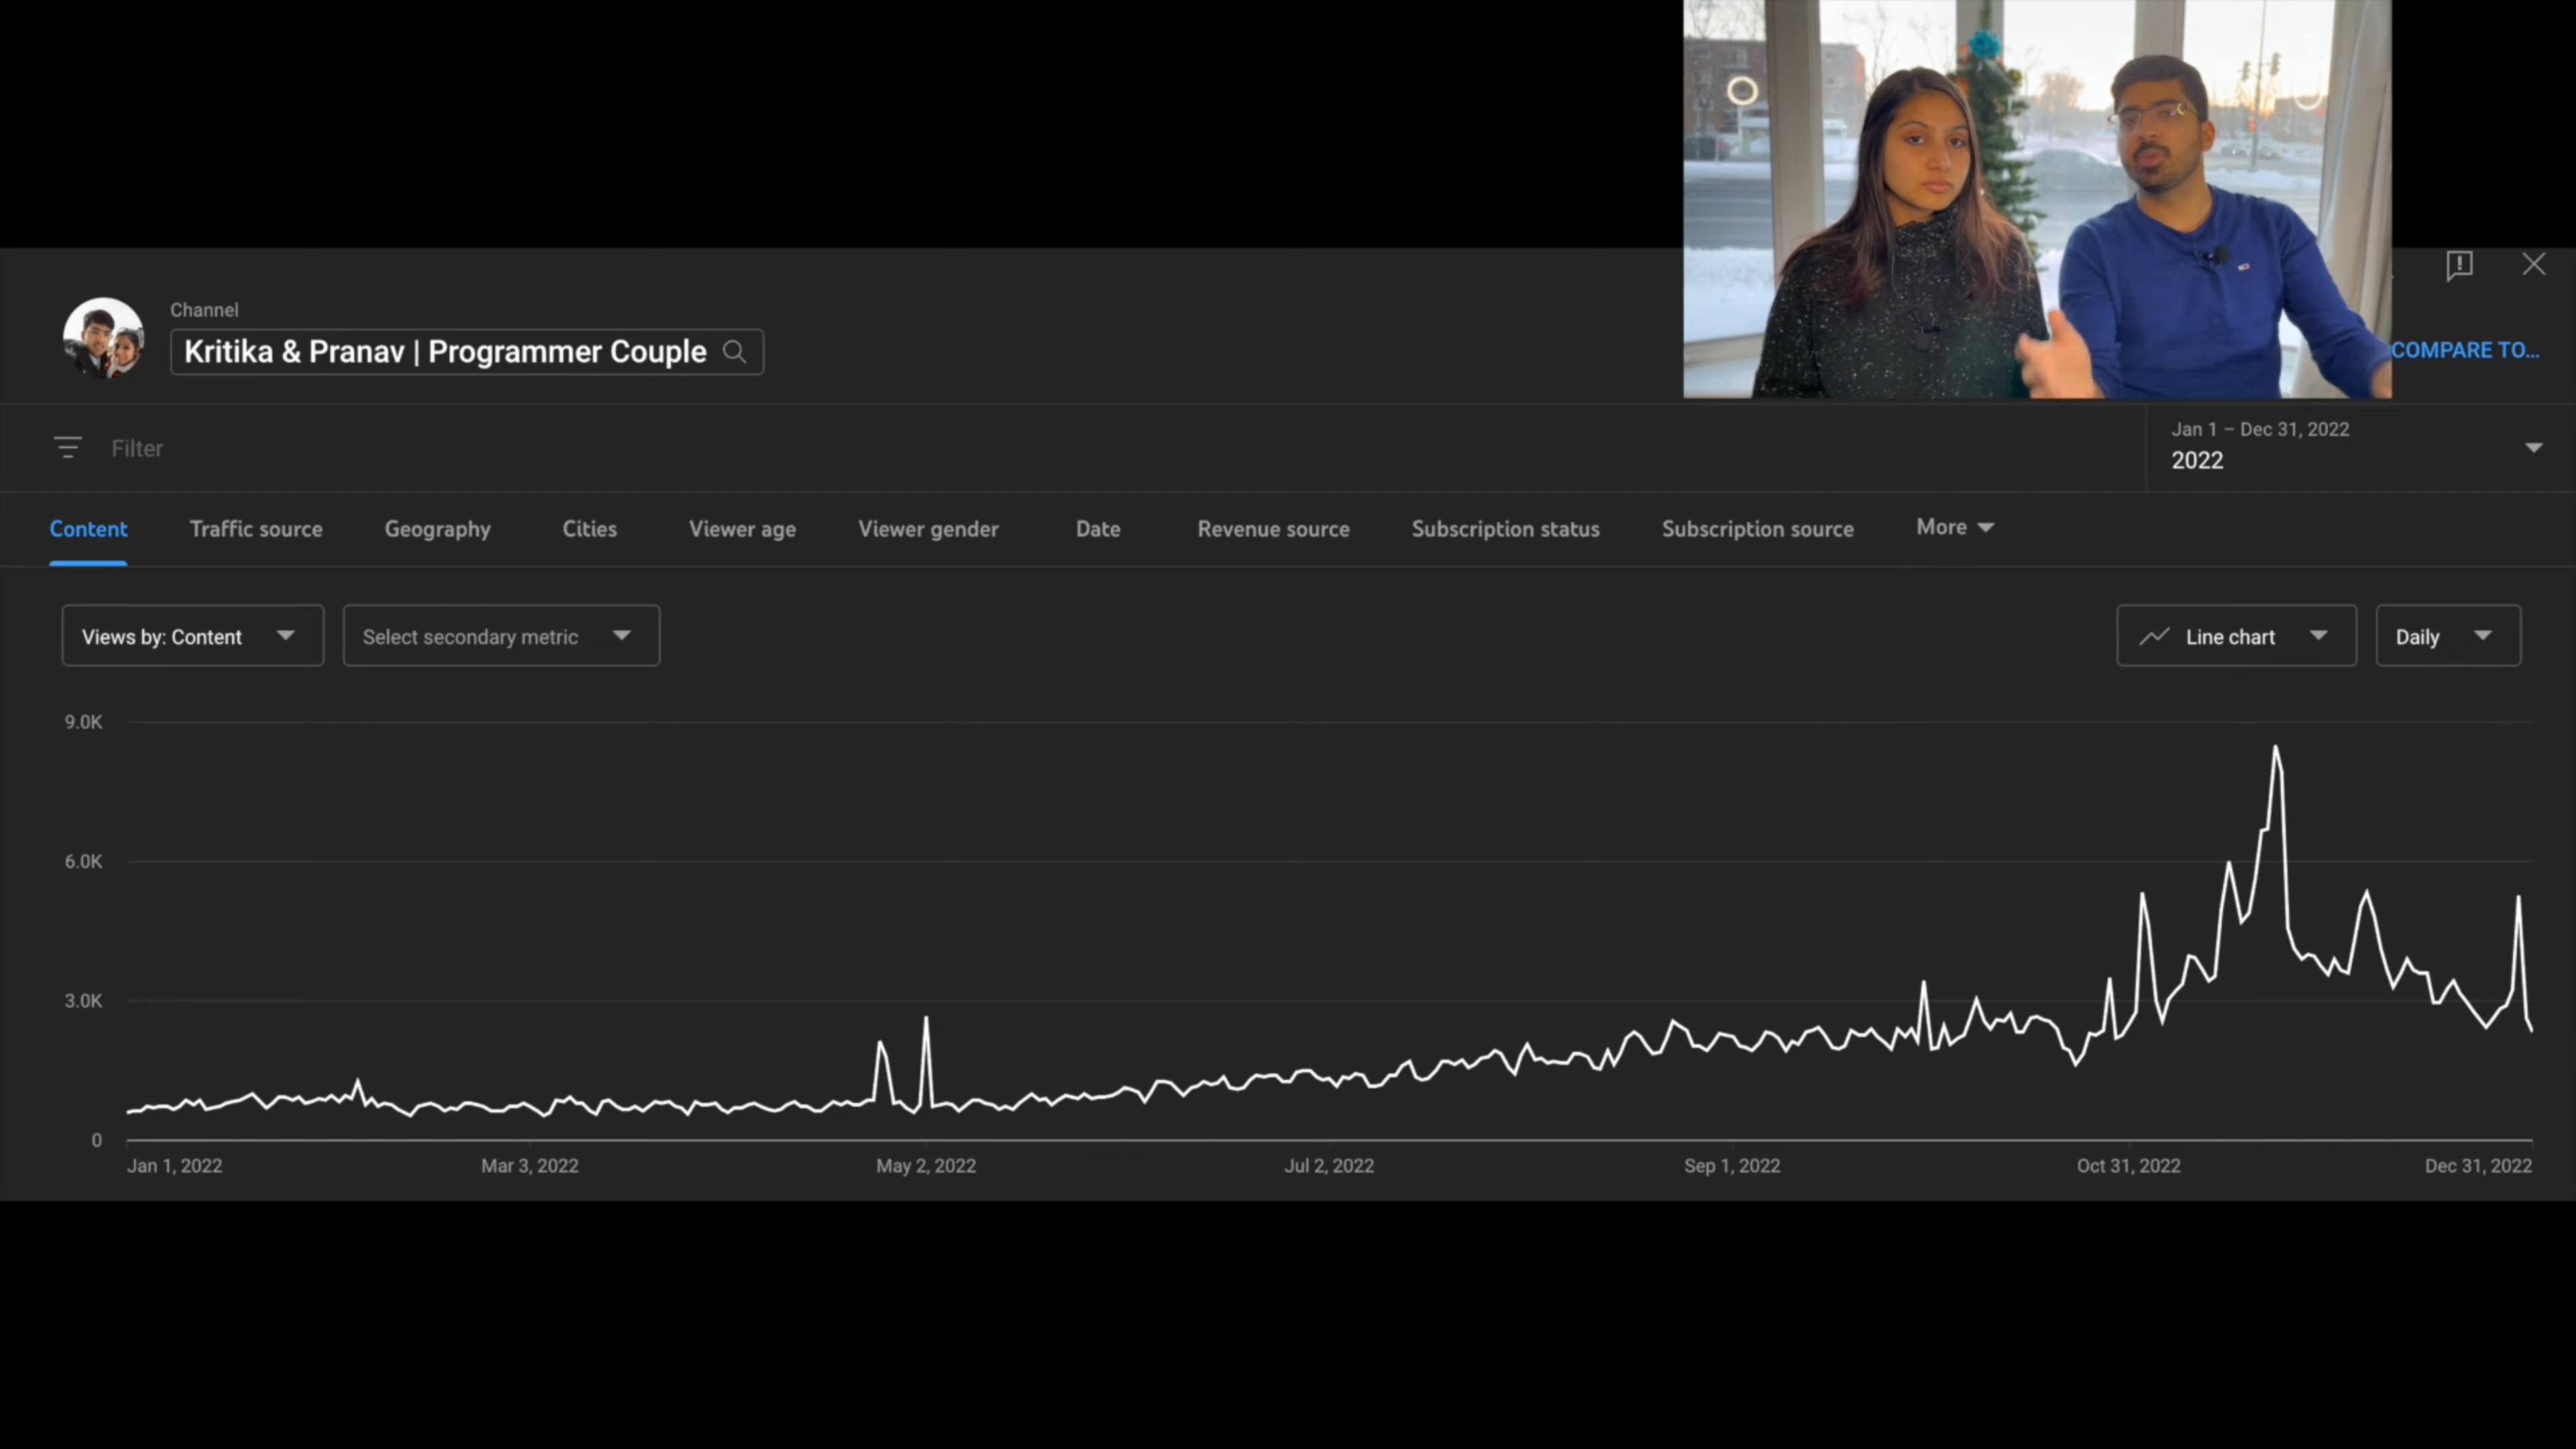 Channel
Kritika & Pranav | Programmer Couple
COMPARE TO...
Filter
Jan 1 – Dec 31, 2022
2022
Content Traffic source Geography Cities Viewer age Viewer gender Date Revenue source Subscription status Subscription source More
Views by: Content Select secondary metric Line chart Daily
9.0K
6.0K
3.0K
0
Jan 1, 2022 Mar 3, 2022 May 2, 2022 Jul 2, 2022 Sep 1, 2022 Oct 31, 2022 Dec 31, 2022